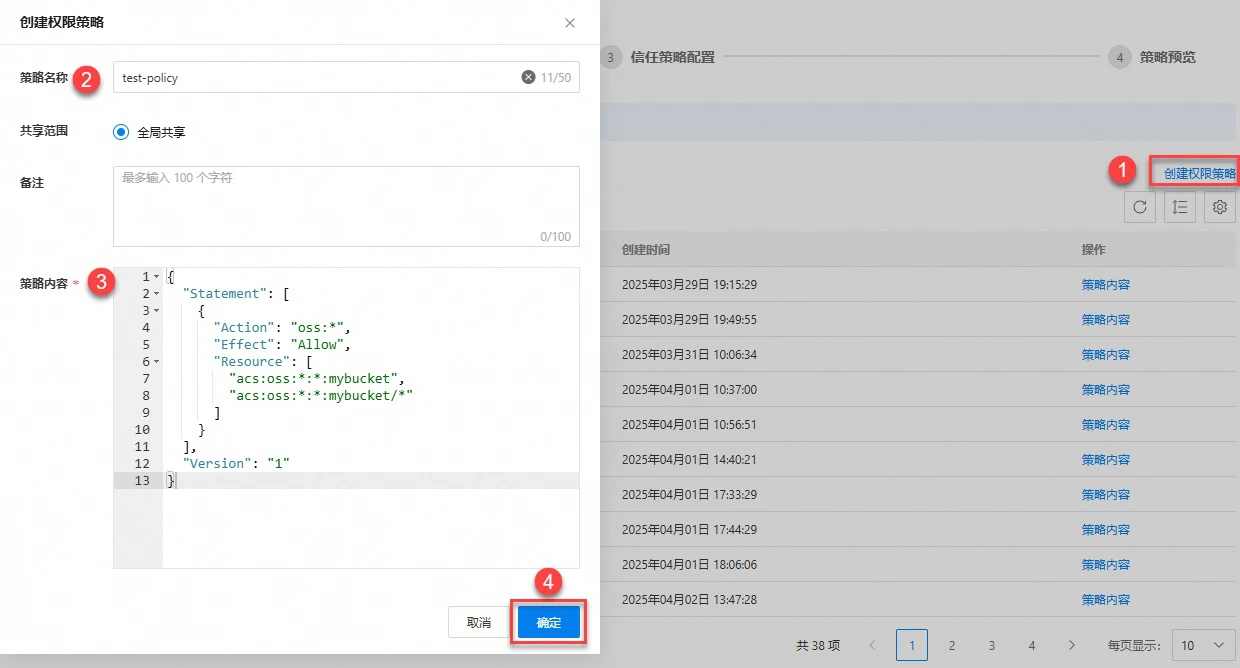 创建权限策略
策略名称
2
test-policy
11/50
共享范围
全局共享
备注
最多输入 100 个字符
0/100
策略内容 *
3
1 {
2 "Statement": [
3 {
4 "Action": "oss:*",
5 "Effect": "Allow",
6 "Resource": [
7 "acs:oss:*:*:mybucket",
8 "acs:oss:*:*:mybucket/*"
9 ]
10 }
11 ],
12 "Version": "1"
13 }
4
取消
确定
3 信任策略配置
4 策略预览
1
创建权限策略
创建时间 操作
2025年03月29日 19:15:29 策略内容
2025年03月29日 19:49:55 策略内容
2025年03月31日 10:06:34 策略内容
2025年04月01日 10:37:00 策略内容
2025年04月01日 10:56:51 策略内容
2025年04月01日 14:40:21 策略内容
2025年04月01日 17:33:29 策略内容
2025年04月01日 17:44:29 策略内容
2025年04月01日 18:06:06 策略内容
2025年04月02日 13:47:28 策略内容
共 38 项 1 2 3 4 每页显示: 10